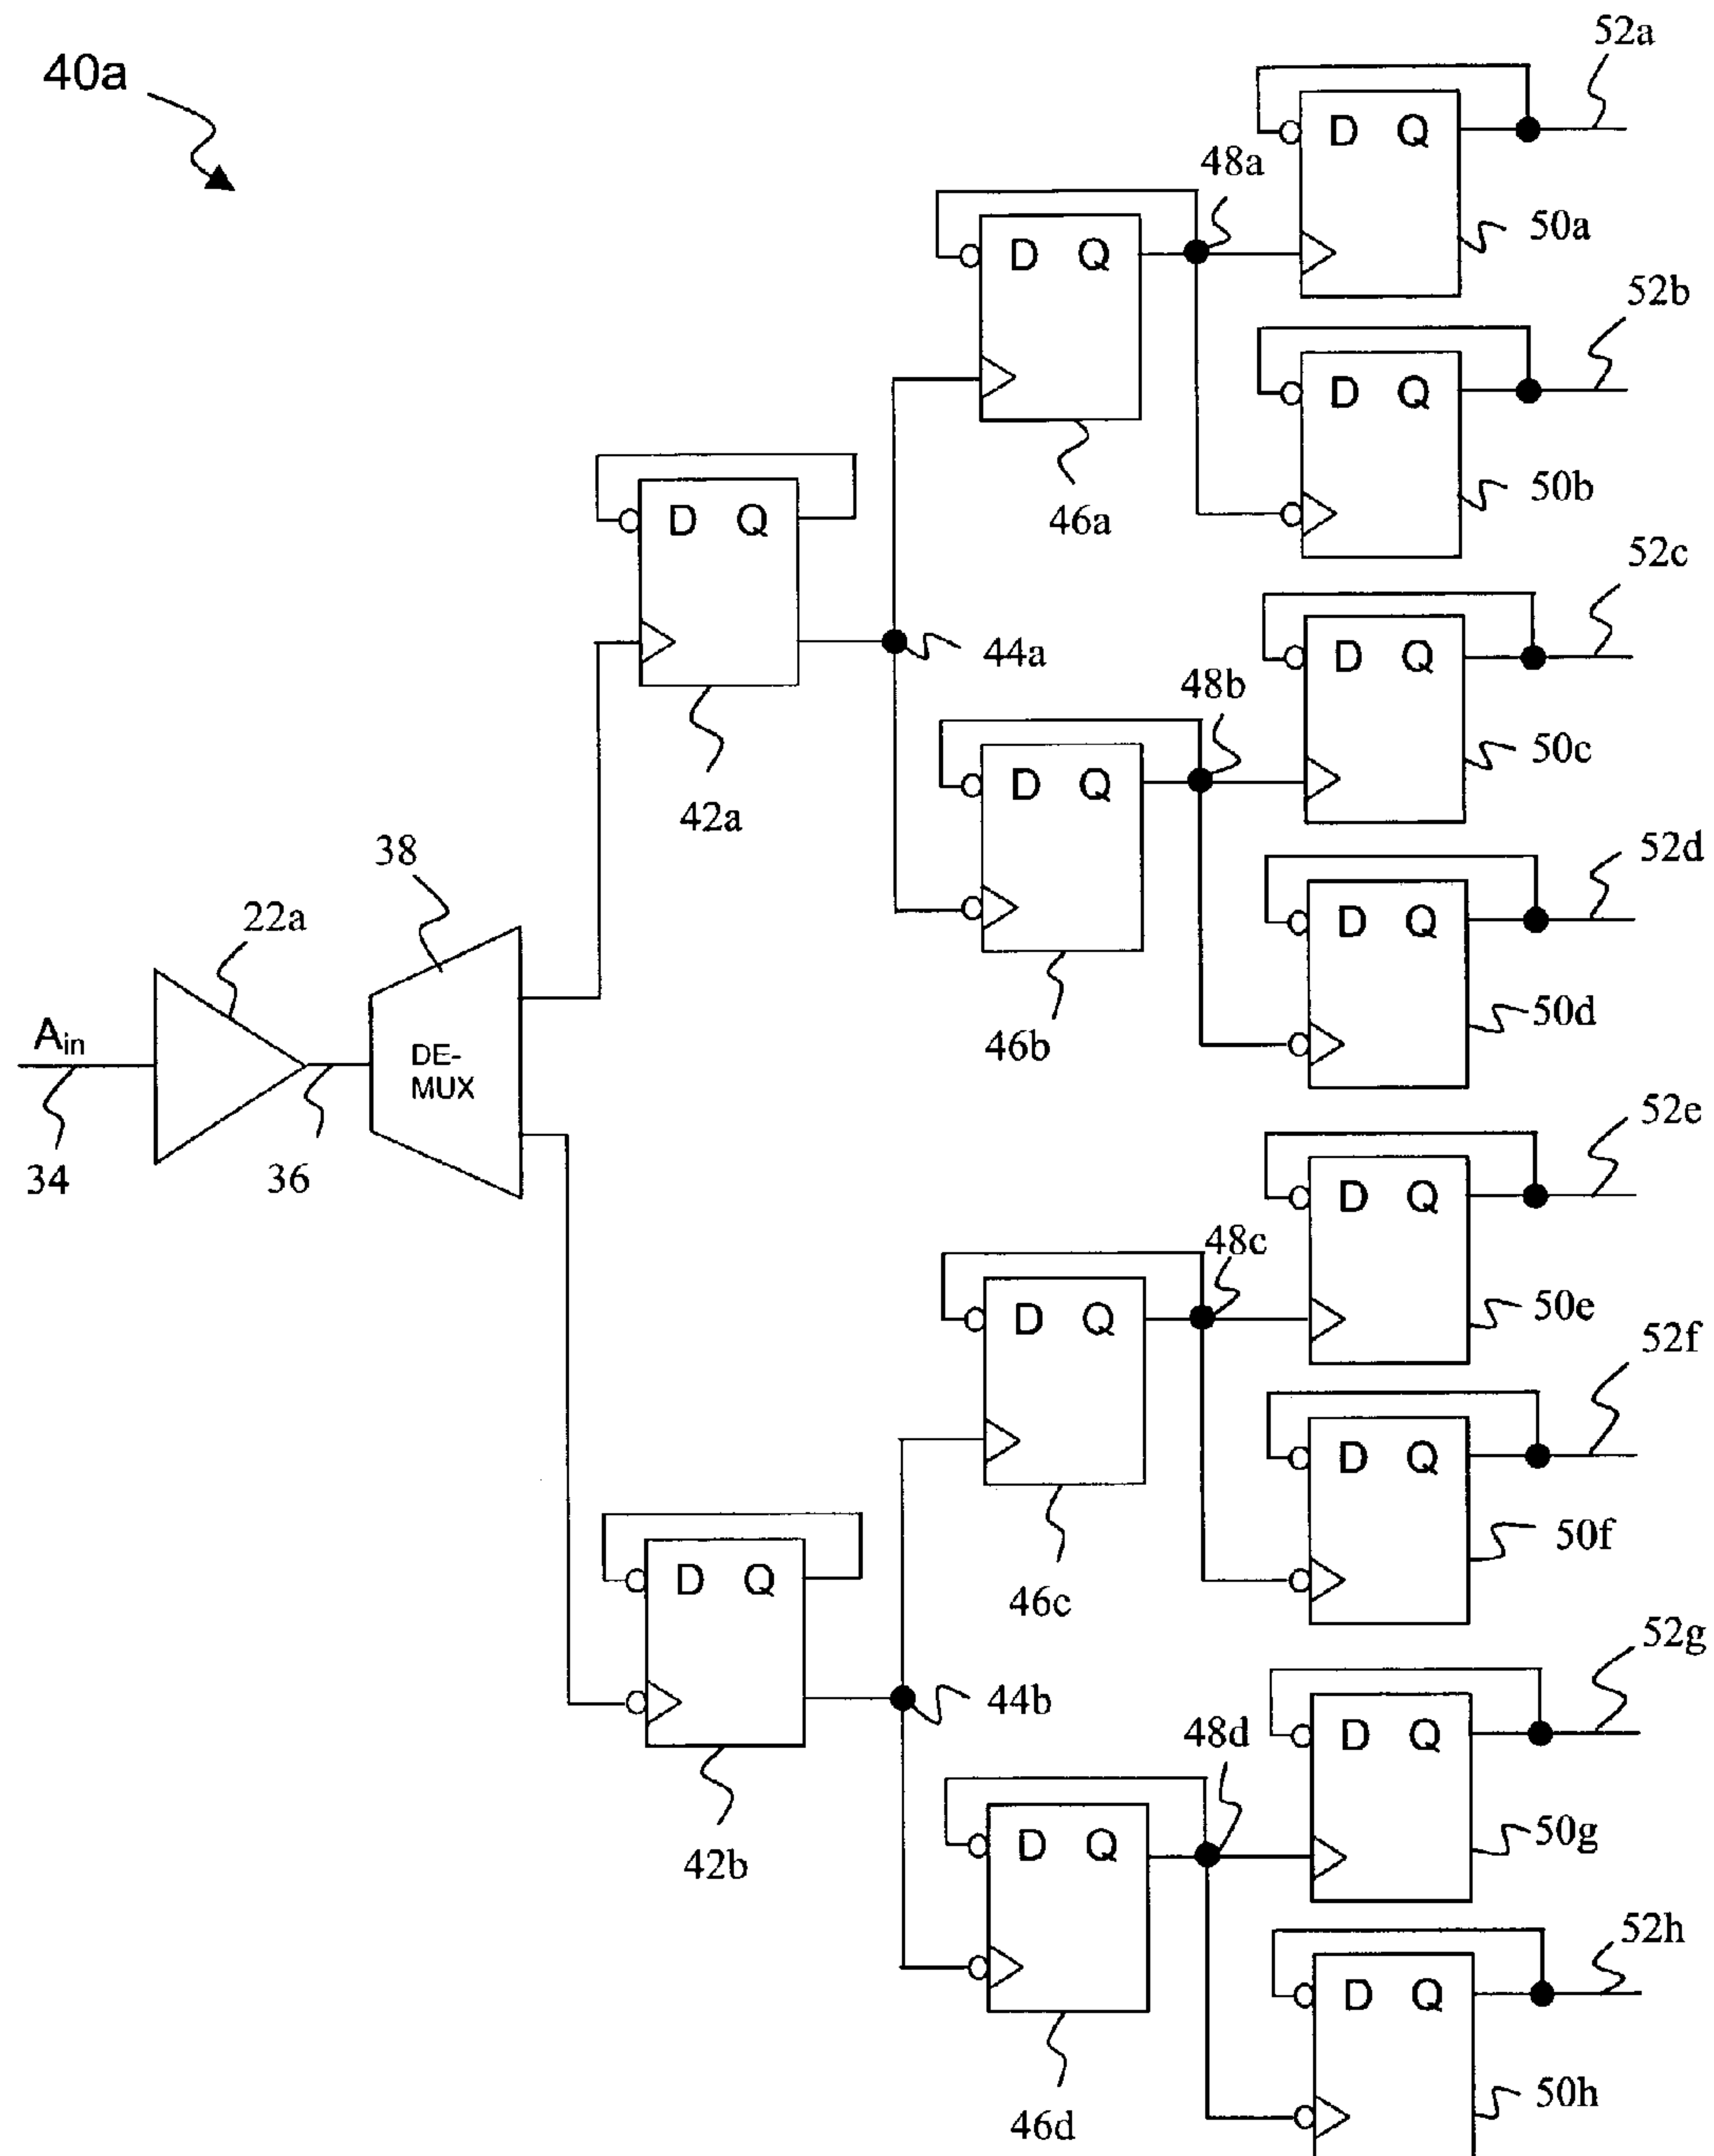 40a
52a
D Q
48a
50a
D Q
52b
D Q
50b
46a
D Q
52c
D Q
44a
48b
50c
42a
D Q
52d
38
D Q
22a
50d
46b
A_in
DE-
MUX
34
36
52e
D Q
48c
50e
D Q
52f
D Q
50f
46c
D Q
52g
44b
48d
D Q
50g
42b
D Q
52h
D Q
50h
46d